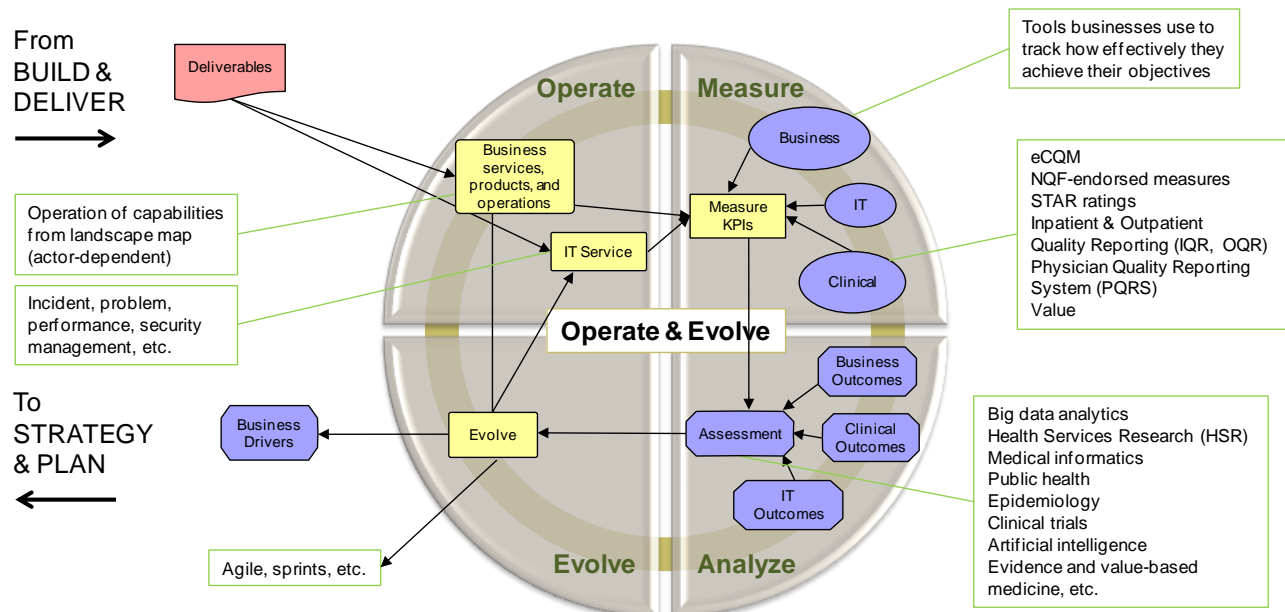 From
BUILD &
DELIVER
Deliverables
Operate
Measure
Tools businesses use to
track how effectively they
achieve their objectives
Business
services,
products, and
operations
Business
Measure
KPIs
IT
IT Service
Clinical
eCQM
NQF-endorsed measures
STAR ratings
Inpatient & Outpatient
Quality Reporting (IQR, OQR)
Physician Quality Reporting
System (PQRS)
Value
Operation of capabilities
from landscape map
(actor-dependent)
Incident, problem,
performance, security
management, etc.
Operate & Evolve
To
STRATEGY
& PLAN
Business
Drivers
Evolve
Assessment
Business
Outcomes
Clinical
Outcomes
IT
Outcomes
Big data analytics
Health Services Research (HSR)
Medical informatics
Public health
Epidemiology
Clinical trials
Artificial intelligence
Evidence and value-based
medicine, etc.
Agile, sprints, etc.
Evolve
Analyze